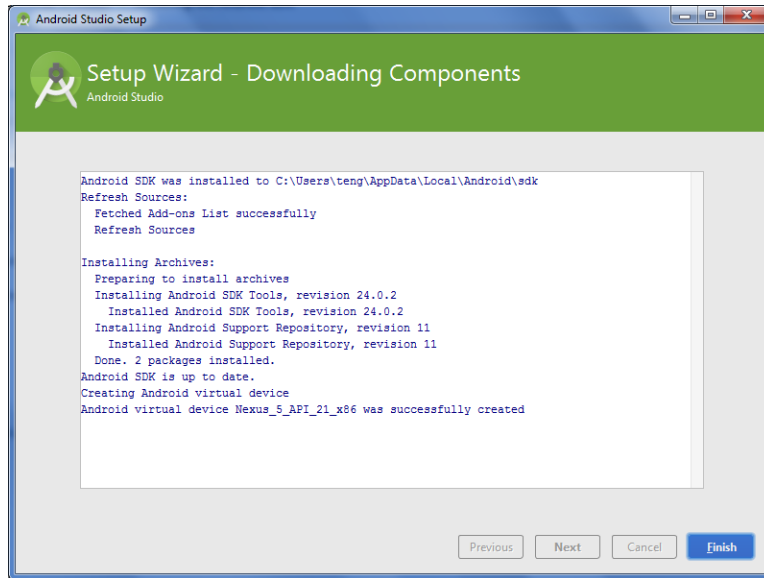 Android Studio Setup
Setup Wizard - Downloading Components
Android Studio
Android SDK was installed to C:\Users\teng\AppData\Local\Android\sdk
Refresh Sources:
Fetched Add-ons List successfully
Refresh Sources
Installing Archives:
Preparing to install archives
Installing Android SDK Tools, revision 24.0.2
Installed Android SDK Tools, revision 24.0.2
Installing Android Support Repository, revision 11
Installed Android Support Repository, revision 11
Done. 2 packages installed.
Android SDK is up to date.
Creating Android virtual device
Android virtual device Nexus_5_API_21_x86 was successfully created
Previous Next Cancel Finish